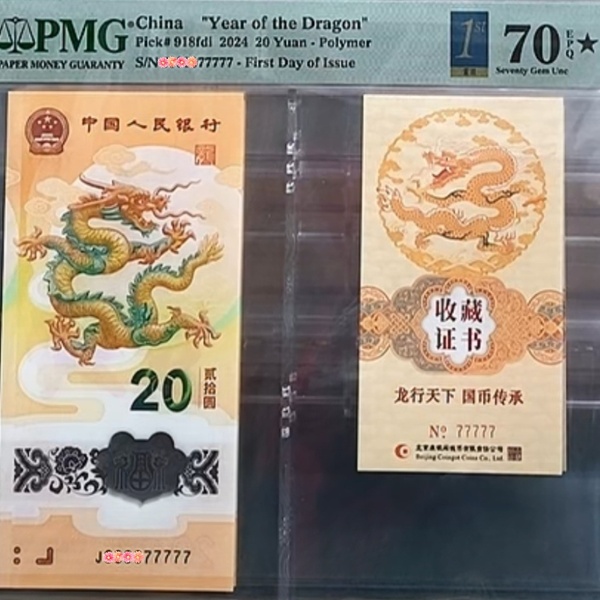 PMG
PAPER MONEY GUARANTY
China "Year of the Dragon"
Pick# 918fdi 2024 20 Yuan - Polymer
S/N 77777 - First Day of Issue
1st
70 EPQ ★
Seventy Gem Unc
中国人民银行
20
贰拾圆
J 77777
收藏
证书
龙行天下 国币传承
No. 77777
Beijing Coingot Coins Co., Ltd.